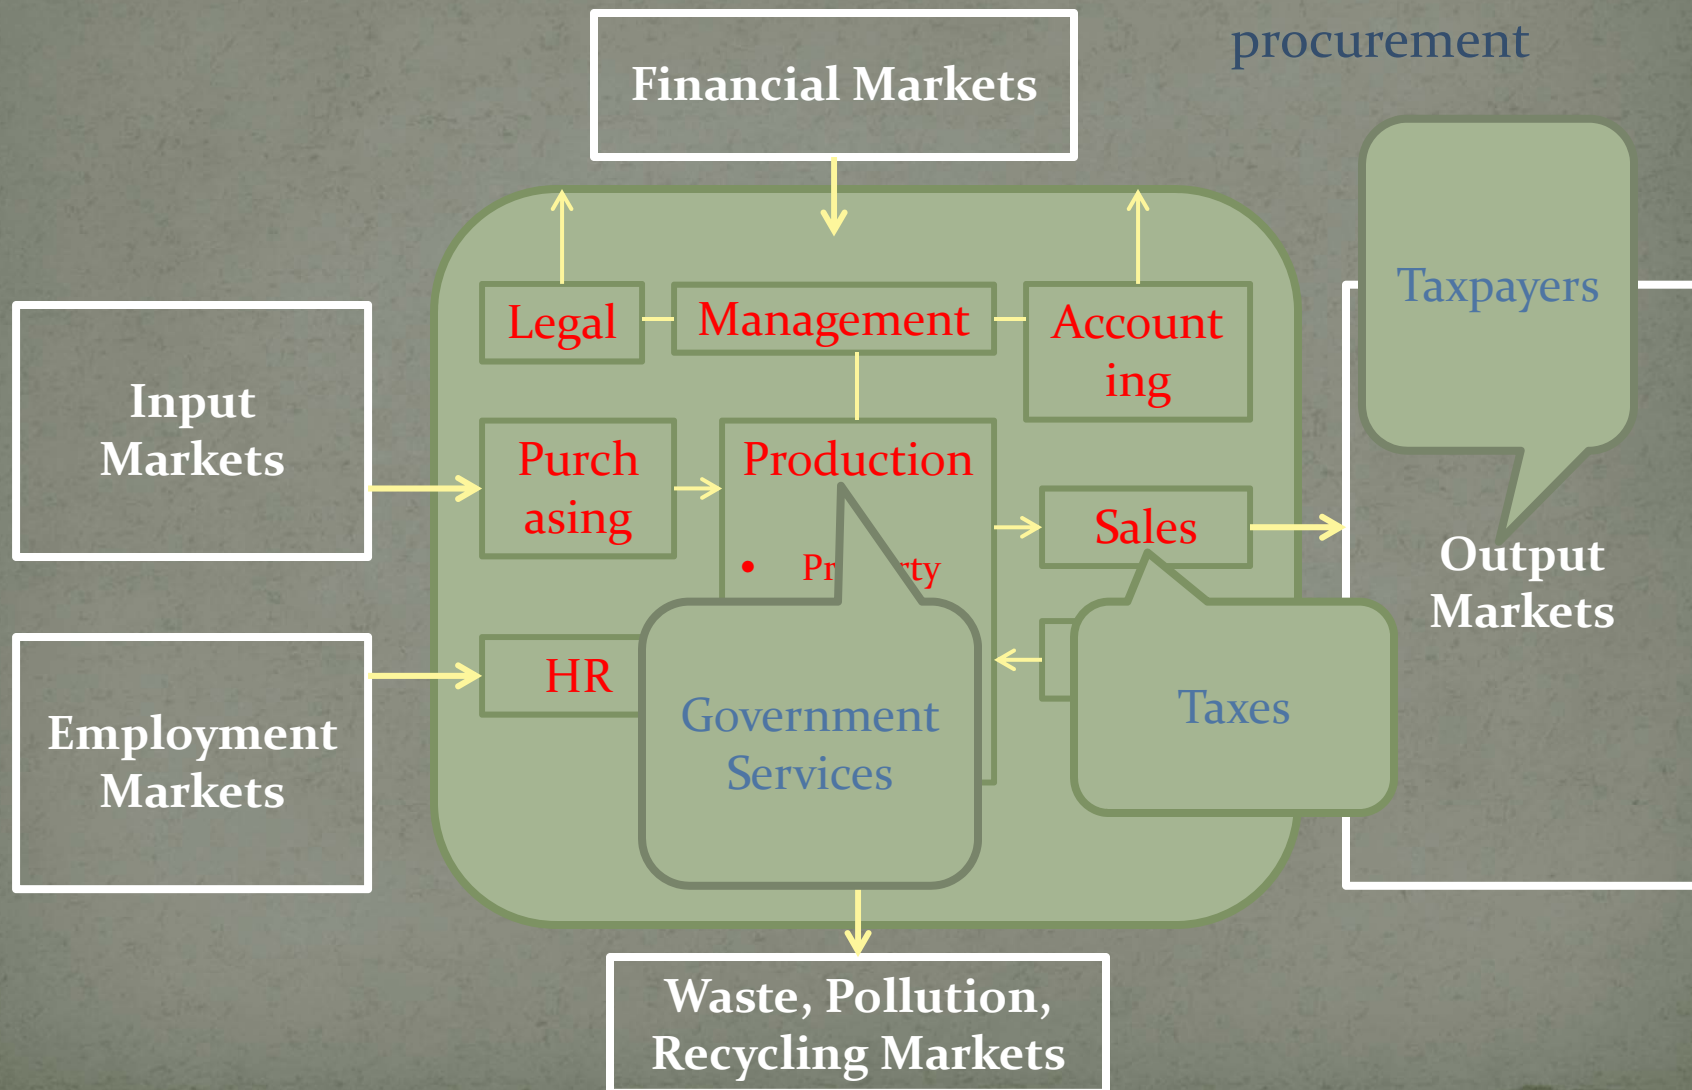 procurement
Financial Markets
Taxpayers
Legal
Management
Account
ing
Input
Markets
Purch
asing
Production
Sales
Output
Markets
HR
Government
Services
Taxes
Employment
Markets
Waste, Pollution,
Recycling Markets